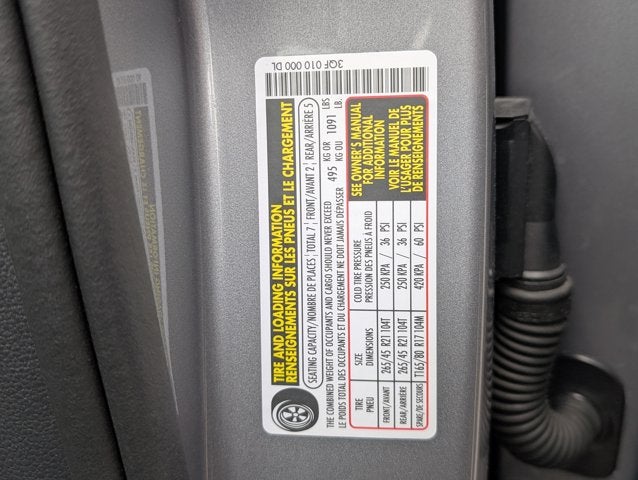 3QF 010 000 DL
TIRE AND LOADING INFORMATION
RENSEIGNEMENTS SUR LES PNEUS ET LE CHARGEMENT
SEATING CAPACITY/NOMBRE DE PLACES TOTAL 7 FRONT/AVANT 2 REAR/ARRIÈRE 5
THE COMBINED WEIGHT OF OCCUPANTS AND CARGO SHOULD NEVER EXCEED 495 KG OR 1091 LBS
LE POIDS TOTAL DES OCCUPANTS ET DU CHARGEMENT NE DOIT JAMAIS DÉPASSER KG OU LB.
TIRE SIZE COLD TIRE PRESSURE
PNEU DIMENSIONS PRESSION DES PNEUS À FROID
FRONT/AVANT 265/45 R21 104T 250 KPA / 36 PSI
REAR/ARRIÈRE 265/45 R21 104T 250 KPA / 36 PSI
SPARE/DE SECOURS T165/80 R17 104M 420 KPA / 60 PSI
SEE OWNER'S MANUAL
FOR ADDITIONAL
INFORMATION
VOIR LE MANUEL DE
L'USAGER POUR PLUS
DE RENSEIGNEMENTS